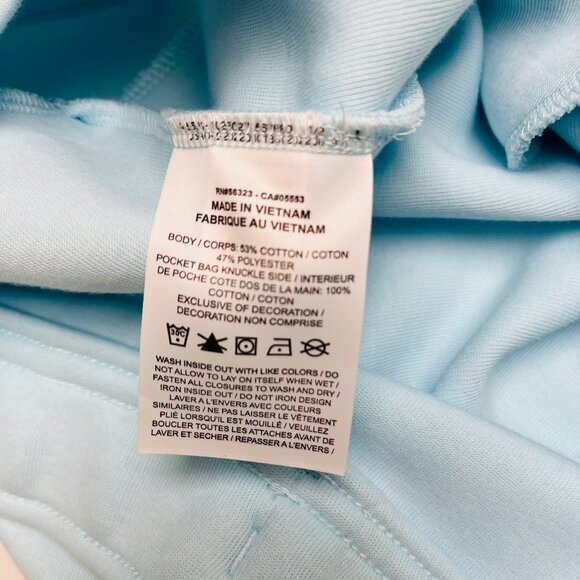 RN#56323 - CA#05553
MADE IN VIETNAM
FABRIQUE AU VIETNAM
BODY / CORPS: 53% COTTON / COTON
47% POLYESTER
POCKET BAG KNUCKLE SIDE / INTERIEUR
DE POCHE COTE DOS DE LA MAIN: 100%
COTTON / COTON
EXCLUSIVE OF DECORATION /
DECORATION NON COMPRISE
30C
WASH INSIDE OUT WITH LIKE COLORS / DO
NOT ALLOW TO LAY ON ITSELF WHEN WET /
FASTEN ALL CLOSURES TO WASH AND DRY /
IRON INSIDE OUT / DO NOT IRON DESIGN
LAVER À L'ENVERS AVEC COULEURS
SIMILAIRES / NE PAS LAISSER LE VÊTEMENT
PLIÉ LORSQU'IL EST MOUILLÉ / VEUILLEZ
BOUCLER TOUTES LES ATTACHES AVANT DE
LAVER ET SECHER / REPASSER A L'ENVERS /